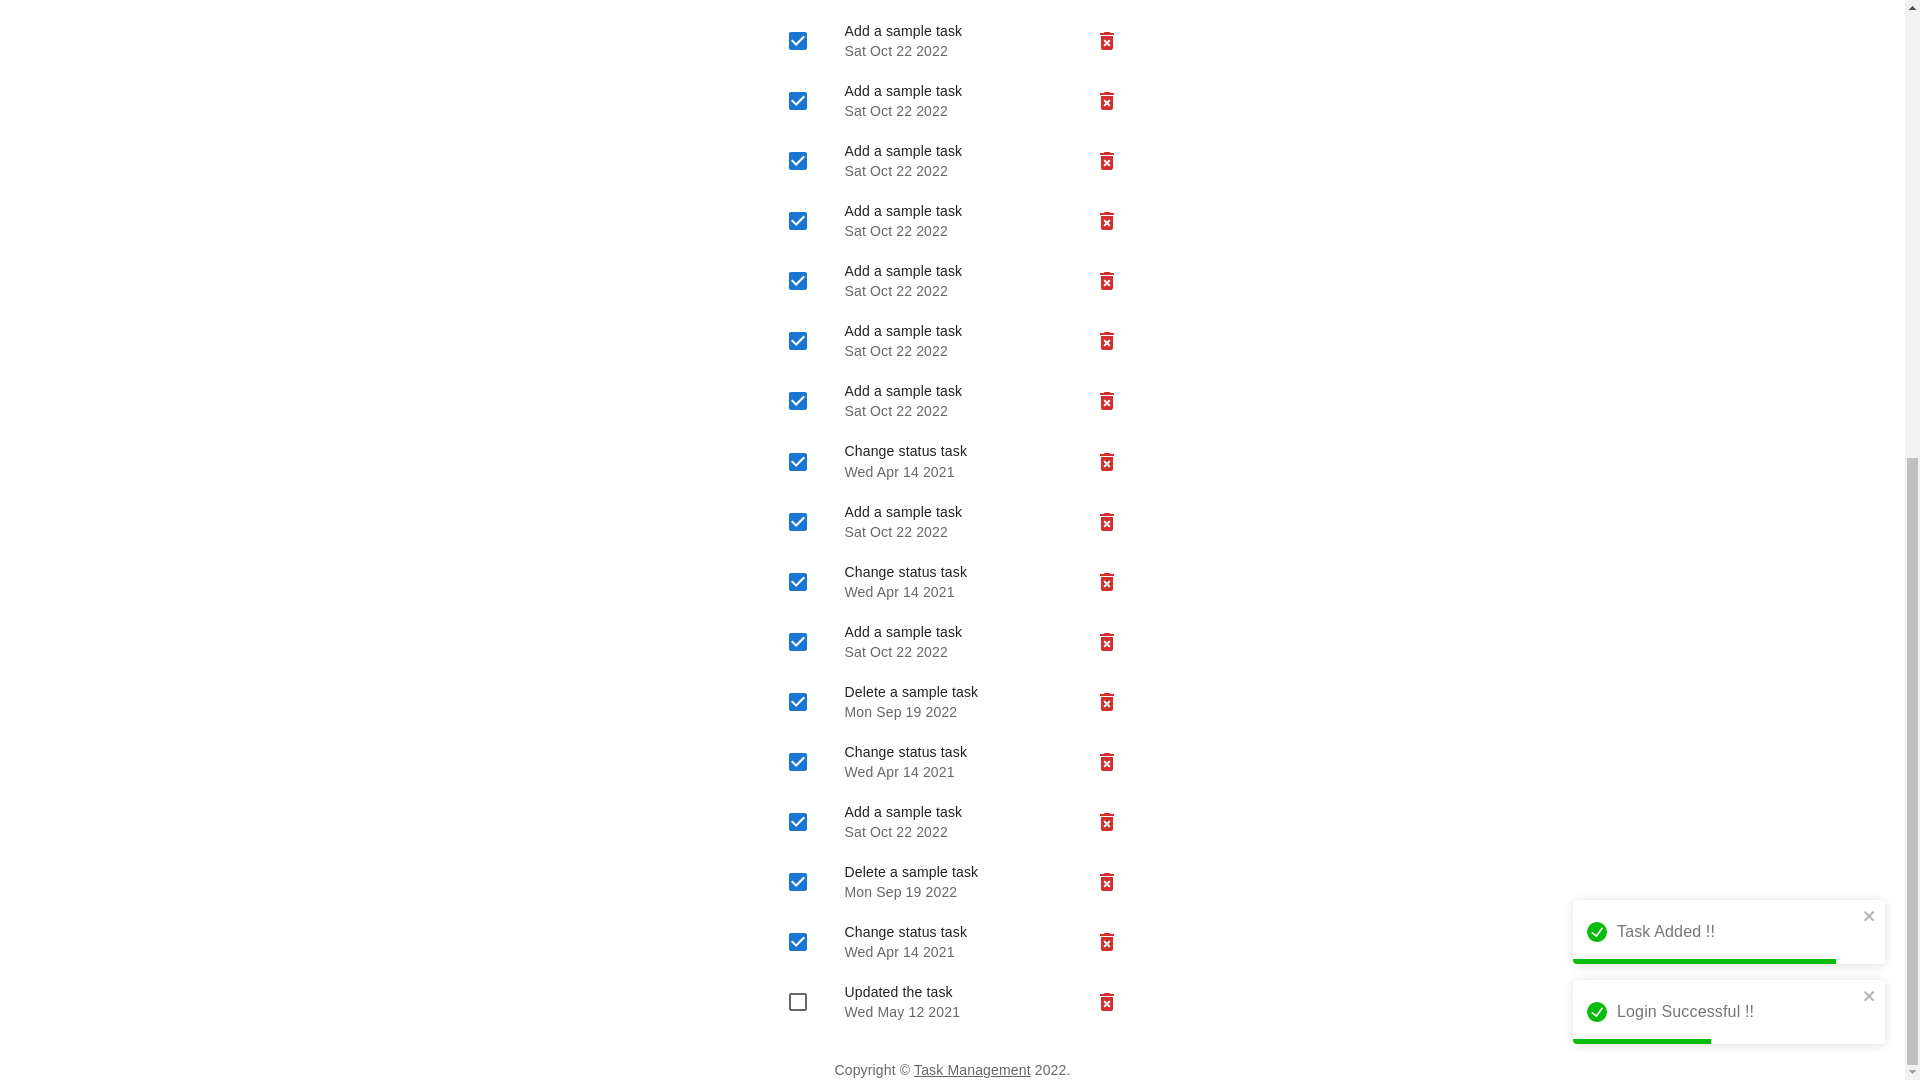 Add a sample task
Sat Oct 22 2022
Add a sample task
Sat Oct 22 2022
Add a sample task
Sat Oct 22 2022
Add a sample task
Sat Oct 22 2022
Add a sample task
Sat Oct 22 2022
Add a sample task
Sat Oct 22 2022
Add a sample task
Sat Oct 22 2022
Change status task
Wed Apr 14 2021
Add a sample task
Sat Oct 22 2022
Change status task
Wed Apr 14 2021
Add a sample task
Sat Oct 22 2022
Delete a sample task
Mon Sep 19 2022
Change status task
Wed Apr 14 2021
Add a sample task
Sat Oct 22 2022
Delete a sample task
Mon Sep 19 2022
Change status task
Wed Apr 14 2021
Updated the task
Wed May 12 2021
Copyright © Task Management 2022.
Task Added !!
Login Successful !!